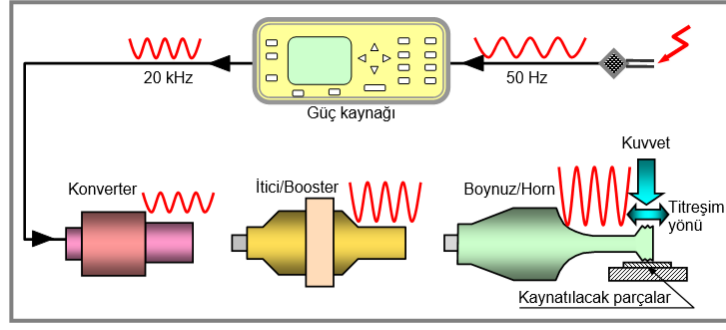 20 kHz
50 Hz
Güç kaynağı
Konverter
İtici/Booster
Boynuz/Horn
Kuvvet
Titreşim
yönü
Kaynatılacak parçalar